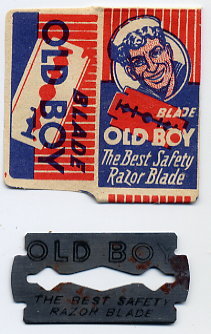 OLD BOY
BLADE
BLADE
OLD BOY
The Best Safety
Razor Blade
OLD BOY
THE BEST SAFETY
RAZOR BLADE